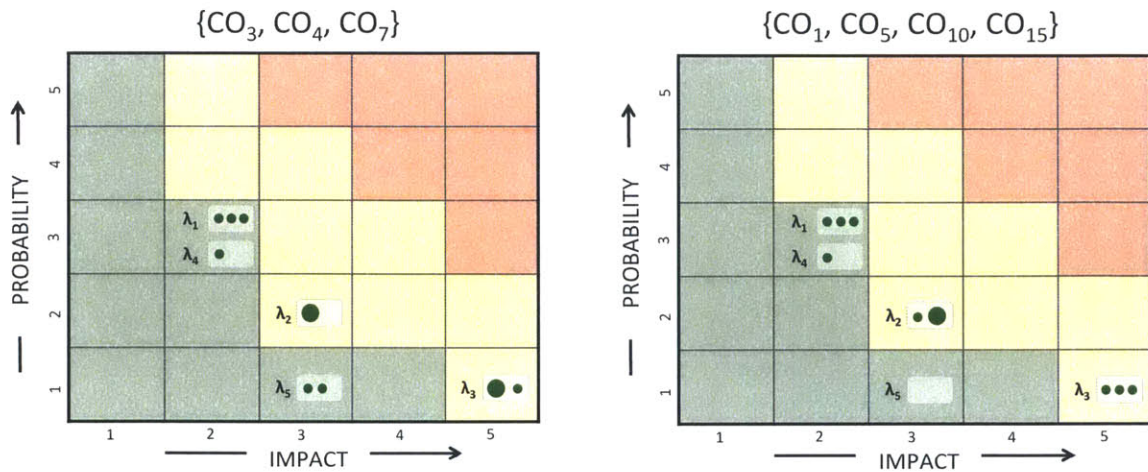 {CO₃, CO₄, CO₇}
PROBABILITY
5
4
3
2
1
λ₁
λ₄
λ₂
λ₅
λ₃
1 2 3 4 5
IMPACT
{CO₁, CO₅, CO₁₀, CO₁₅}
PROBABILITY
5
4
3
2
1
λ₁
λ₄
λ₂
λ₅
λ₃
1 2 3 4 5
IMPACT